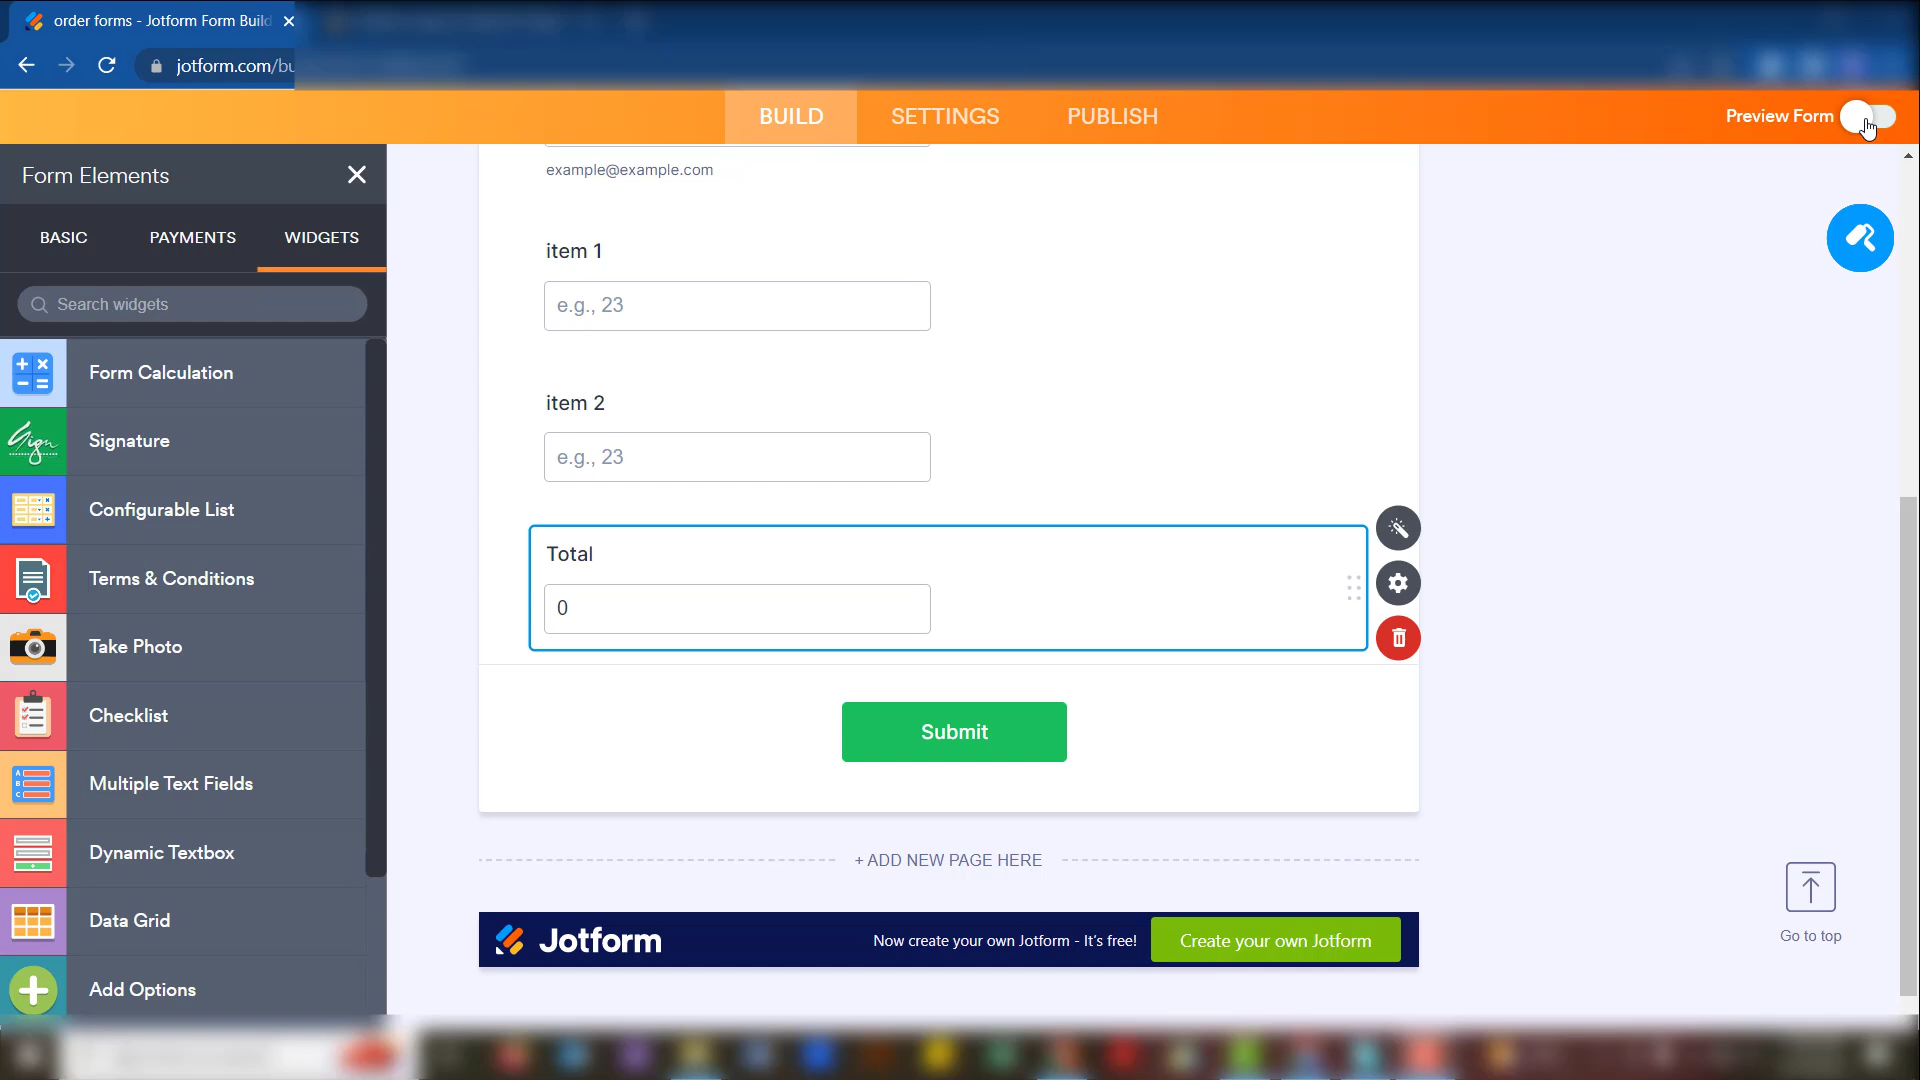 order forms - Jotform Form Build
jotform.com/bu
BUILD
SETTINGS
PUBLISH
Preview Form
Form Elements
BASIC
PAYMENTS
WIDGETS
Search widgets
Form Calculation
Signature
Configurable List
Terms & Conditions
Take Photo
Checklist
Multiple Text Fields
Dynamic Textbox
Data Grid
Add Options
example@example.com
item 1
e.g., 23
item 2
e.g., 23
Total
0
Submit
+ ADD NEW PAGE HERE
Jotform
Now create your own Jotform - It's free!
Create your own Jotform
Go to top